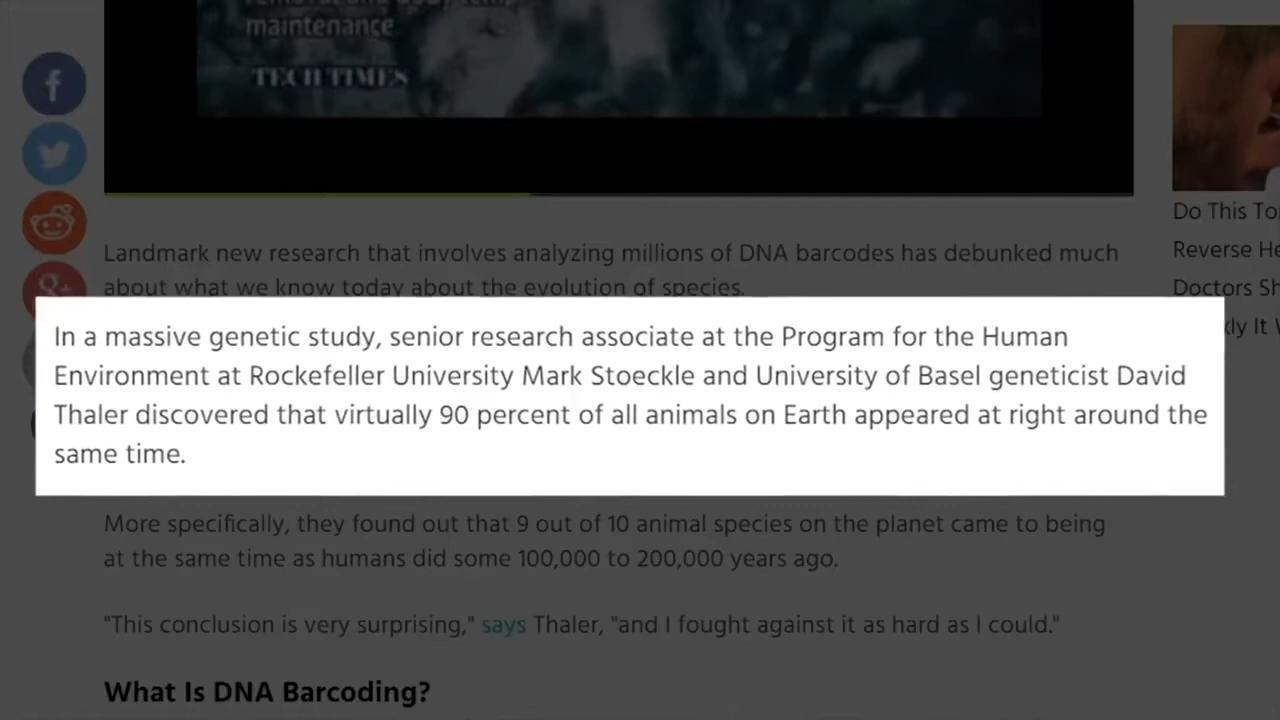 maintenance
TECH TIMES
Do This To
Reverse He
Doctors Sh
kly It W
Landmark new research that involves analyzing millions of DNA barcodes has debunked much
about what we know today about the evolution of species.
In a massive genetic study, senior research associate at the Program for the Human
Environment at Rockefeller University Mark Stoeckle and University of Basel geneticist David
Thaler discovered that virtually 90 percent of all animals on Earth appeared at right around the
same time.
More specifically, they found out that 9 out of 10 animal species on the planet came to being
at the same time as humans did some 100,000 to 200,000 years ago.
"This conclusion is very surprising," says Thaler, "and I fought against it as hard as I could."
What Is DNA Barcoding?